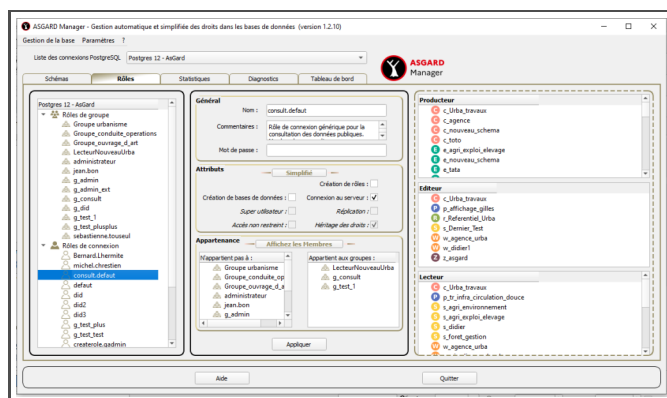 ASGARD Manager - Gestion automatique et simplifiée des droits dans les bases de données (version 1.2.10)
Gestion de la base Paramètres ?
Liste des connexions PostgreSQL Postgres 12 - AsGard
ASGARD
Manager
Schémas Rôles Statistiques Diagnostics Tableau de bord
Postgres 12 - AsGard
Rôles de groupe
Groupe urbanisme
Groupe_conduite_operations
Groupe_ouvrage_d_art
LecteurNouveauUrba
administrateur
jean.bon
g_admin
g_admin_ext
g_consult
g_did
g_test_1
g_test_plusplus
sebastienne.touseul
Rôles de connexion
Bernard.Lhermite
michel.chrestien
consult.defaut
defaut
did
did2
did3
g_test_plus
g_test_test
createrole.gadmin
Général
Nom : consult.defaut
Commentaires : Rôle de connexion générique pour la
consultation des données publiques.
Mot de passe :
Attributs
Simplifié
Création de rôles :
Création de bases de données : Connexion au serveur :
Super utilisateur : Réplication :
Accès non restreint : Héritage des droits :
Appartenance Affichez les Membres
N'appartient pas à :
Groupe urbanisme
Groupe_conduite_op
Groupe_ouvrage_d_a
administrateur
jean.bon
g_admin
Appartient aux groupes :
LecteurNouveauUrba
g_consult
g_test_1
Appliquer
Producteur
c_Urba_travaux
c_agence
c_nouveau_schema
c_toto
e_agri_exploi_elevage
e_nouveau_schema
e_tata
Editeur
c_Urba_travaux
p_affichage_gilles
r_Referentiel_Urba
s_Dernier_Test
w_agence_urba
w_didier1
z_asgard
Lecteur
c_Urba_travaux
p_tr_infra_circulation_douce
s_agri_environnement
s_agri_exploi_elevage
s_didier
s_foret_gestion
w_agence_urba
Aide Quitter